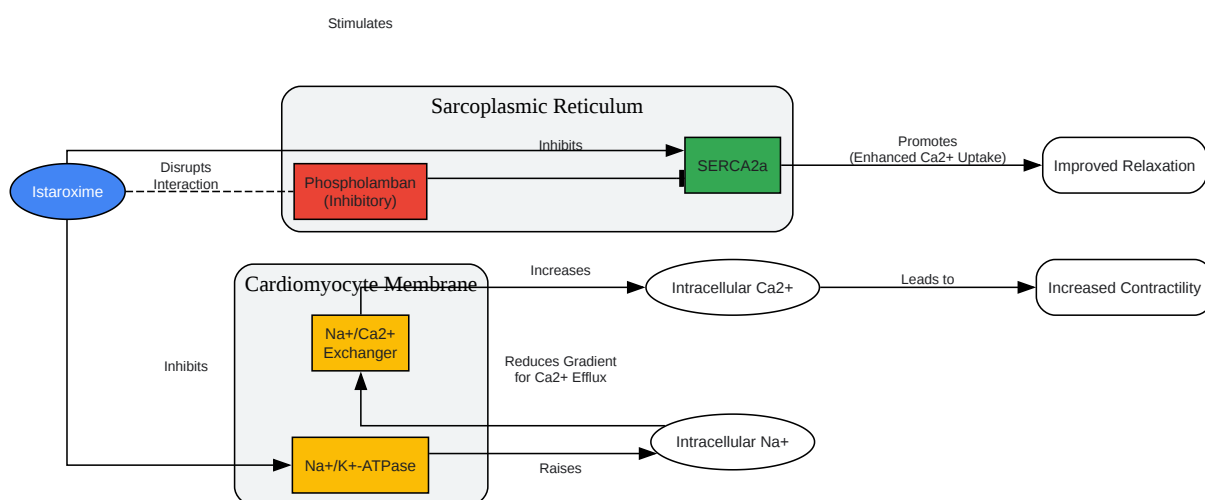 Stimulates
Sarcoplasmic Reticulum
Inhibits
Promotes
(Enhanced Ca2+ Uptake)
SERCA2a
Improved Relaxation
Disrupts
Interaction
Istaroxime
Phospholamban
(Inhibitory)
Cardiomyocyte Membrane
Increases
Intracellular Ca2+
Leads to
Increased Contractility
Na+/Ca2+
Exchanger
Inhibits
Reduces Gradient
for Ca2+ Efflux
Intracellular Na+
Na+/K+-ATPase
Raises